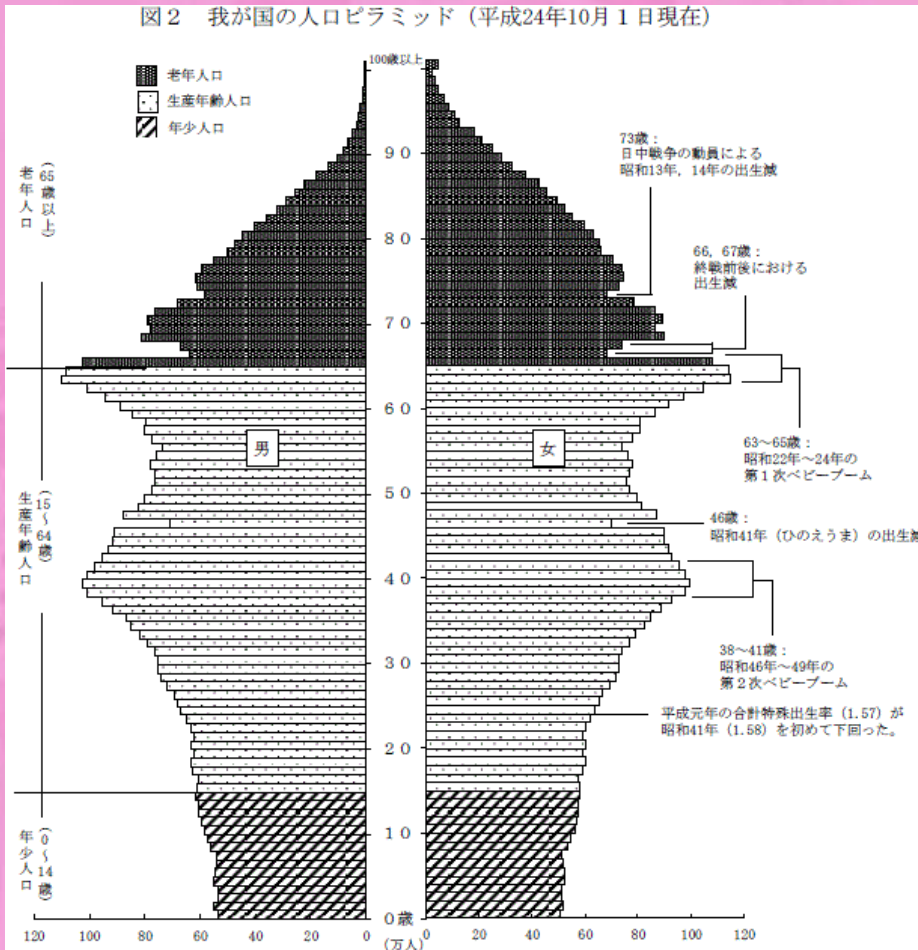 図２　我が国の人口ピラミッド（平成24年10月１日現在）
100歳以上
老年人口
生産年齢人口
年少人口
９０
８０
７０
６０
５０
４０
３０
２０
１０
０歳
老年人口
（65歳以上）
生産年齢人口
（15～64歳）
年少人口
（0～14歳）
男
女
73歳：
日中戦争の動員による
昭和13年，14年の出生減
66，67歳：
終戦前後における
出生減
63～65歳：
昭和22年～24年の
第１次ベビーブーム
46歳：
昭和41年（ひのえうま）の出生減
38～41歳：
昭和46年～49年の
第２次ベビーブーム
平成元年の合計特殊出生率（1.57）が
昭和41年（1.58）を初めて下回った。
120 100 80 60 40 20 0
（万人）
0 20 40 60 80 100 120